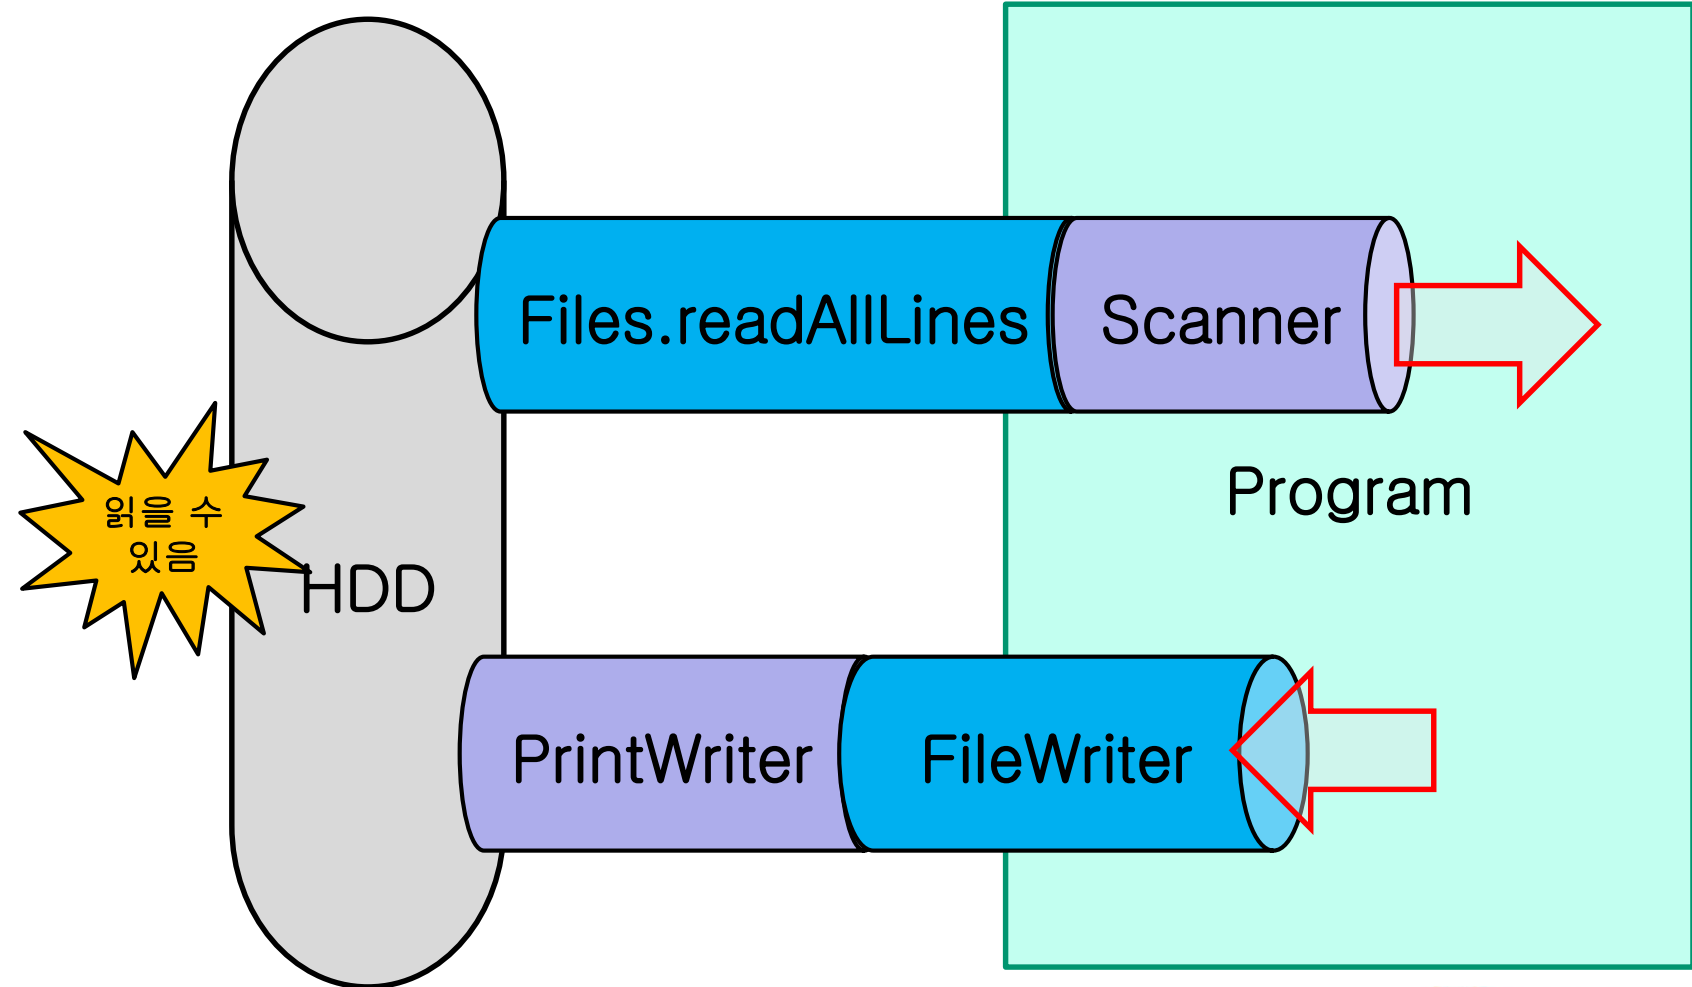 Files.readAllLines
Scanner
Program
읽을 수
있음
HDD
PrintWriter
FileWriter